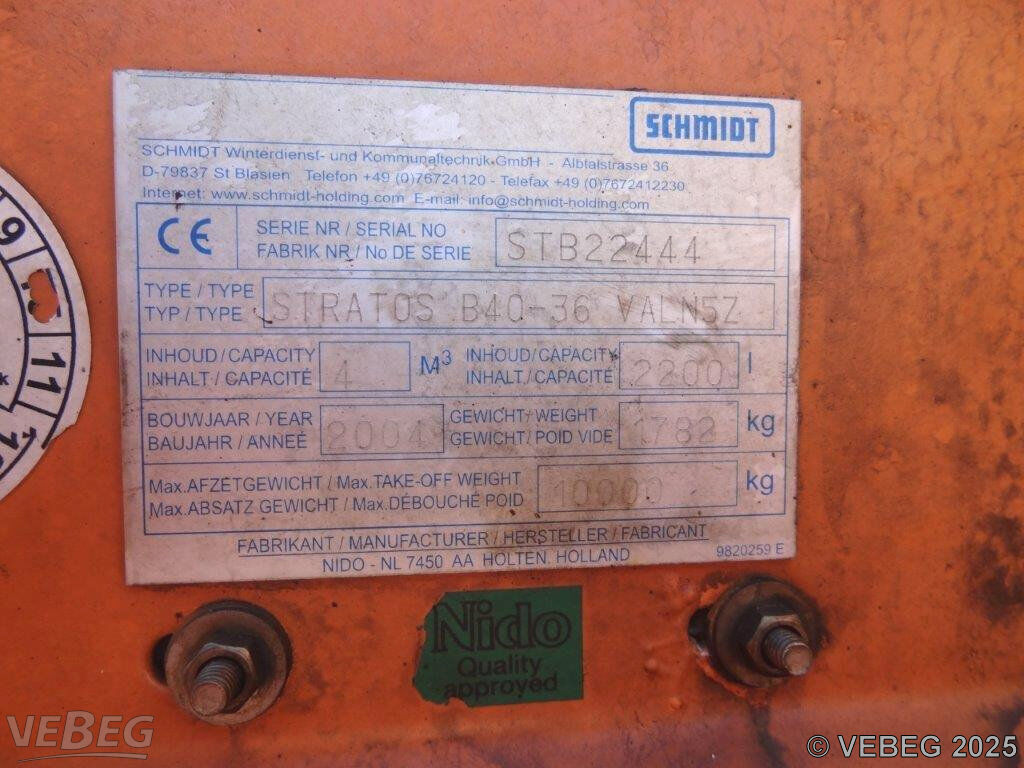 SCHMIDT
SCHMIDT Winterdienst- und Kommunaltechnik GmbH - Albtalstrasse 36
D-79837 St Blasien Telefon +49 (0)76724120 - Telefax +49 (0)7672412230
Internet: www.schmidt-holding.com E-mail: info@schmidt-holding.com
CE
SERIE NR / SERIAL NO
FABRIK NR / No DE SERIE
STB22444
TYPE / TYPE
TYP / TYPE
STRATOS B40-36 VALN5Z
INHOUD / CAPACITY
INHALT / CAPACITÉ
4
M³
INHOUD / CAPACITY
INHALT / CAPACITÉ
2200
l
BOUWJAAR / YEAR
BAUJAHR / ANNEÉ
2004
GEWICHT / WEIGHT
GEWICHT / POID VIDE
1782
kg
Max.AFZETGEWICHT / Max.TAKE-OFF WEIGHT
Max.ABSATZ GEWICHT / Max.DÉBOUCHÉ POID
10000
kg
FABRIKANT / MANUFACTURER / HERSTELLER / FABRICANT
NIDO - NL 7450 AA HOLTEN, HOLLAND
9820259 E
9
11
Nido
Quality
approved
VEBEG
© VEBEG 2025